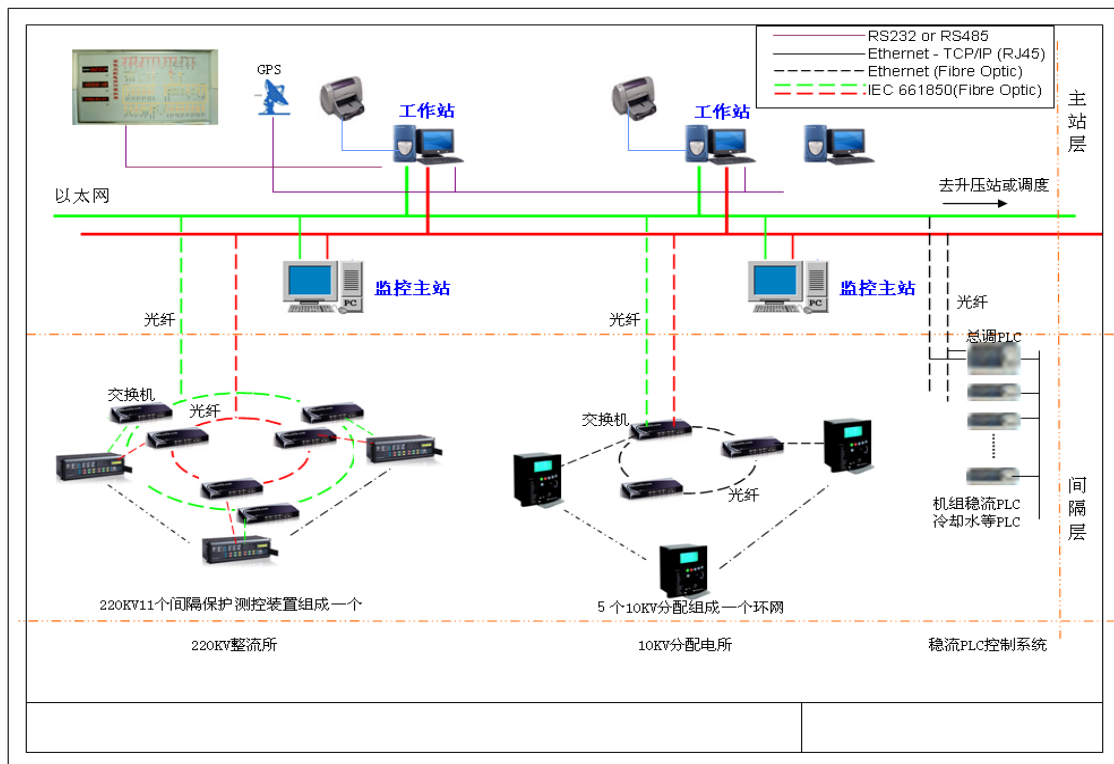 RS232 or RS485
Ethernet - TCP/IP (RJ45)
Ethernet (Fibre Optic)
IEC 661850(Fibre Optic)
GPS
工作站
工作站
主站层
以太网
去升压站或调度
监控主站
PC
监控主站
PC
光纤
光纤
光纤
总调PLC
交换机
光纤
交换机
光纤
机组稳流PLC
冷却水等PLC
间隔层
220KV11个间隔保护测控装置组成一个
5个10KV分配组成一个环网
220KV整流所
10KV分配电所
稳流PLC控制系统